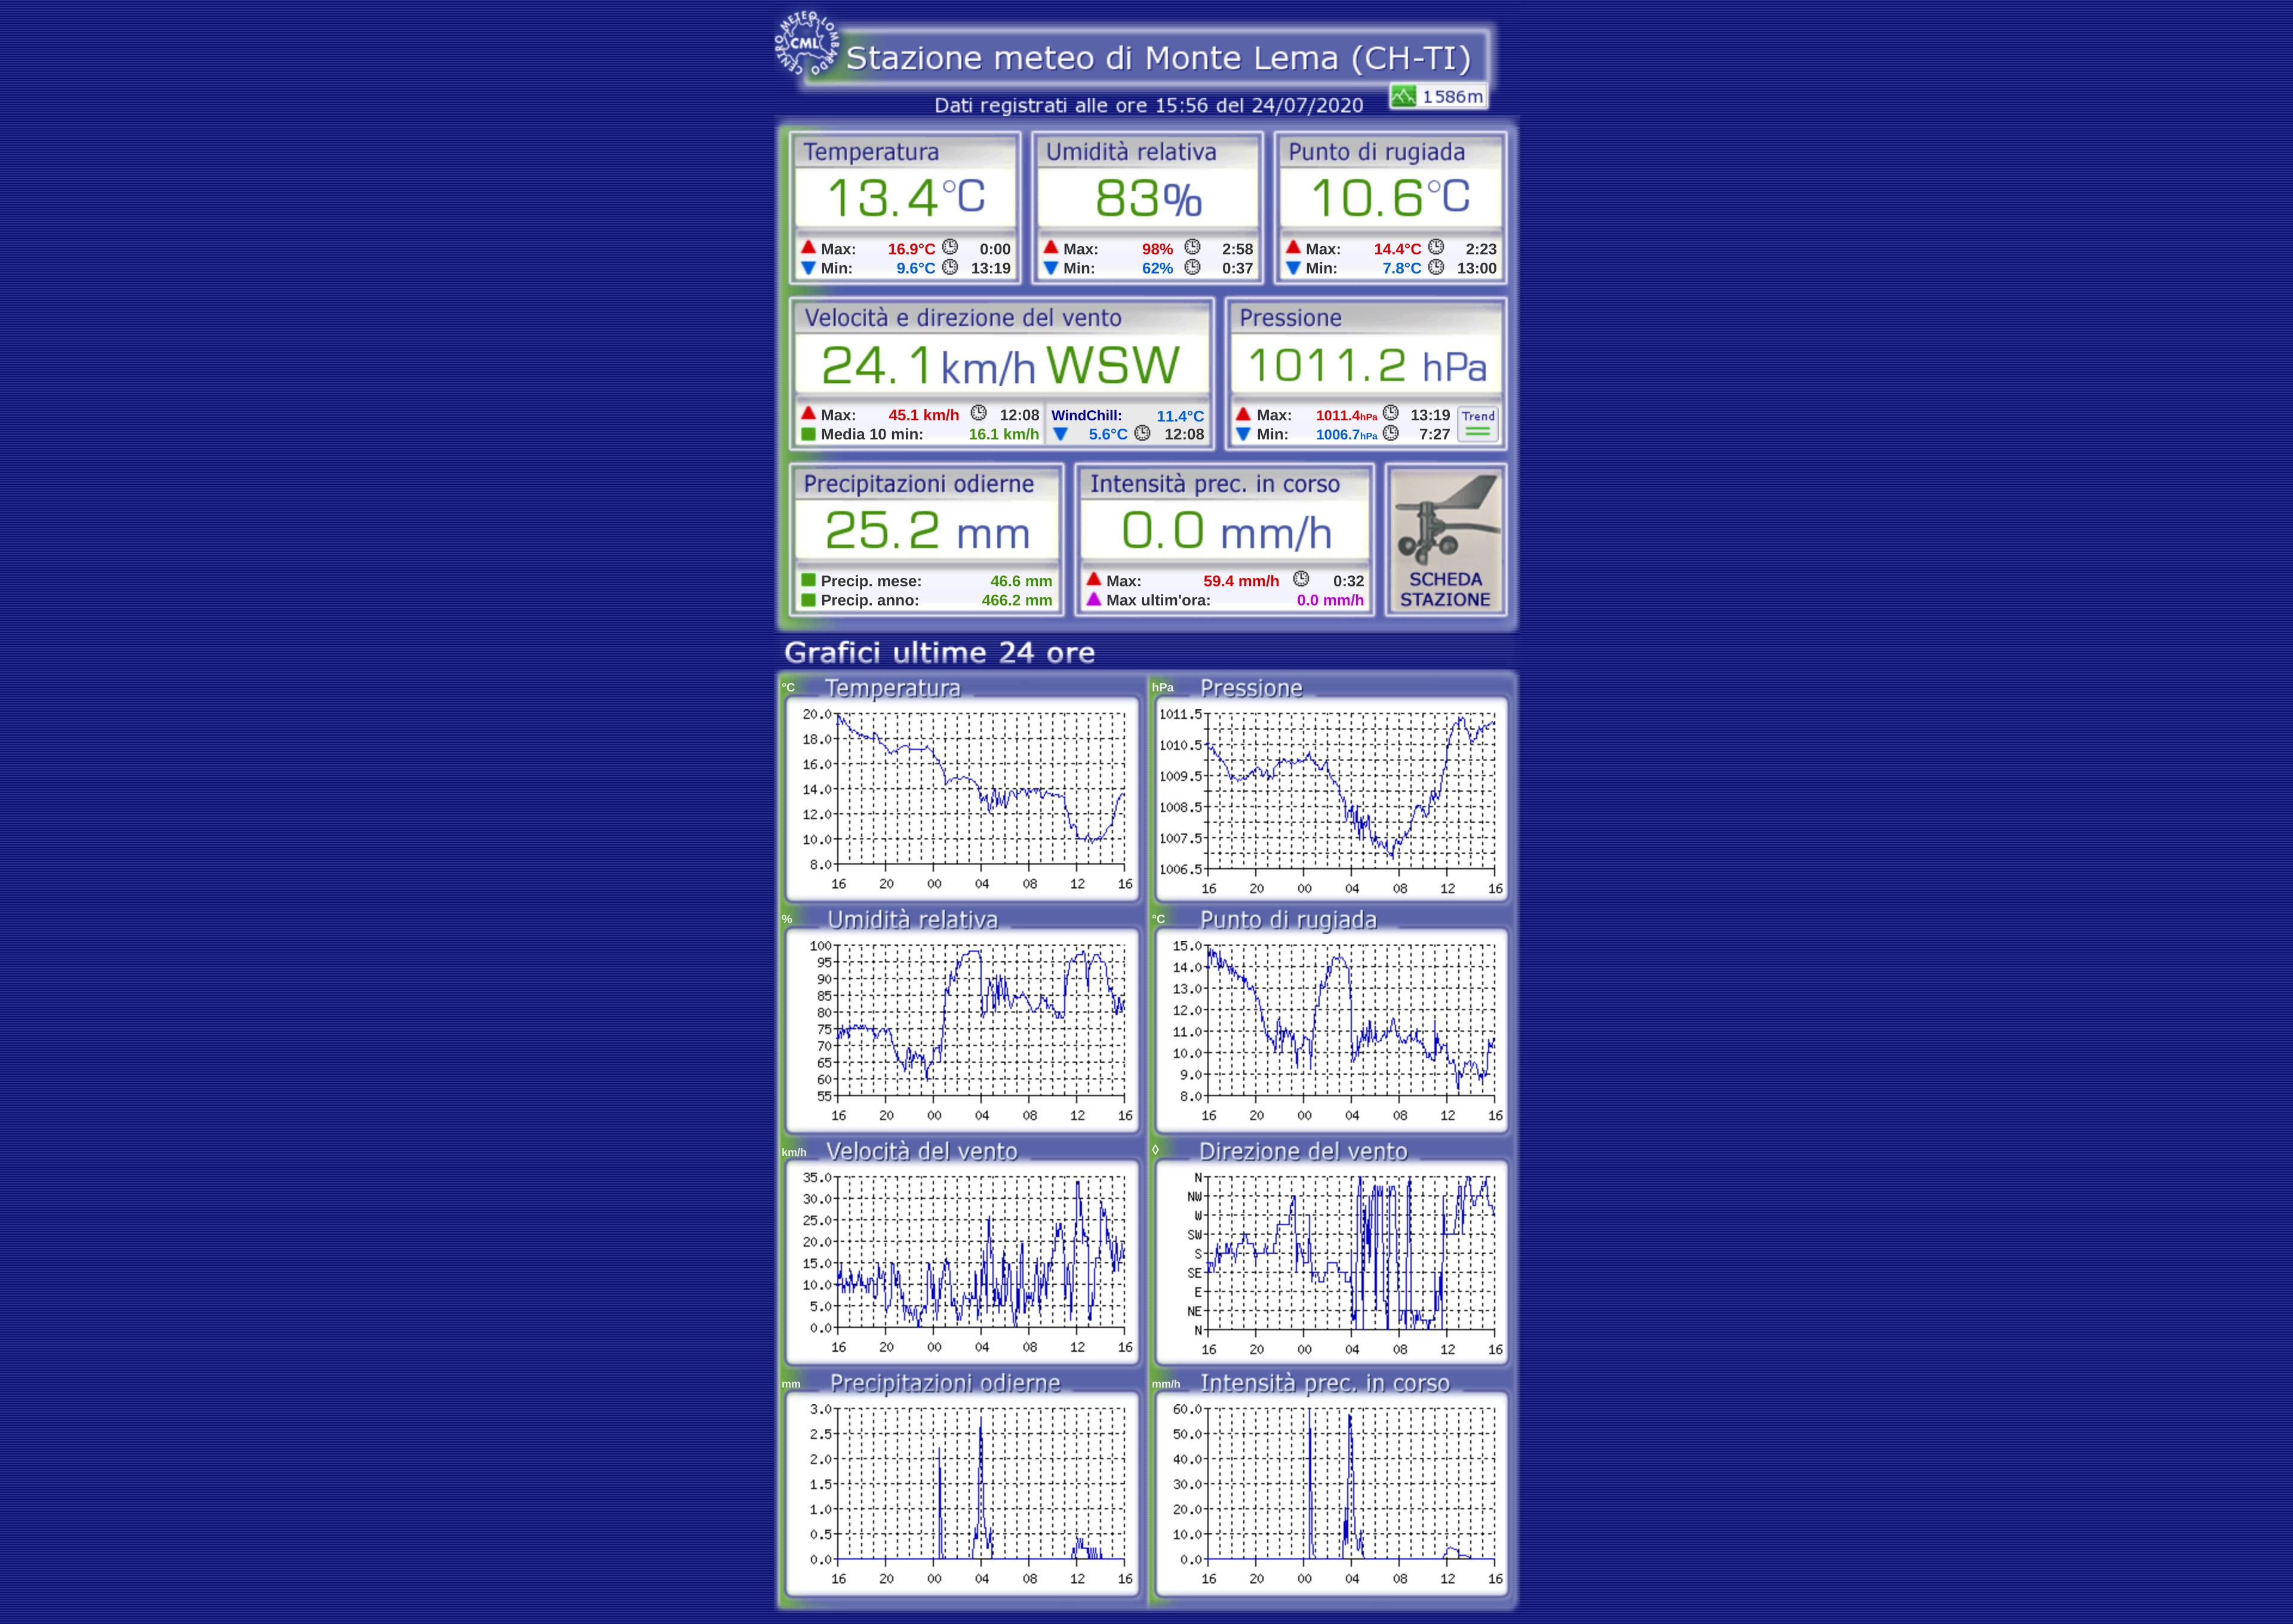 CENTRO METEO LOMBARDO
CML
Stazione meteo di Monte Lema (CH-TI)
Dati registrati alle ore 15:56 del 24/07/2020
1586m
Temperatura
13.4°C
Max: 16.9°C 0:00
Min: 9.6°C 13:19
Umidità relativa
83%
Max: 98% 2:58
Min: 62% 0:37
Punto di rugiada
10.6°C
Max: 14.4°C 2:23
Min: 7.8°C 13:00
Velocità e direzione del vento
24.1km/h WSW
Max: 45.1 km/h 12:08
Media 10 min: 16.1 km/h
WindChill: 11.4°C
5.6°C 12:08
Pressione
1011.2 hPa
Max: 1011.4hPa 13:19
Min: 1006.7hPa 7:27
Trend
Precipitazioni odierne
25.2 mm
Precip. mese: 46.6 mm
Precip. anno: 466.2 mm
Intensità prec. in corso
0.0 mm/h
Max: 59.4 mm/h 0:32
Max ultim'ora: 0.0 mm/h
SCHEDA
STAZIONE
Grafici ultime 24 ore
°C Temperatura
20.0
18.0
16.0
14.0
12.0
10.0
8.0
16 20 00 04 08 12 16
hPa Pressione
1011.5
1010.5
1009.5
1008.5
1007.5
1006.5
16 20 00 04 08 12 16
% Umidità relativa
100
95
90
85
80
75
70
65
60
55
16 20 00 04 08 12 16
°C Punto di rugiada
15.0
14.0
13.0
12.0
11.0
10.0
9.0
8.0
16 20 00 04 08 12 16
km/h Velocità del vento
35.0
30.0
25.0
20.0
15.0
10.0
5.0
0.0
16 20 00 04 08 12 16
◊ Direzione del vento
N
NW
W
SW
S
SE
E
NE
N
16 20 00 04 08 12 16
mm Precipitazioni odierne
3.0
2.5
2.0
1.5
1.0
0.5
0.0
16 20 00 04 08 12 16
mm/h Intensità prec. in corso
60.0
50.0
40.0
30.0
20.0
10.0
0.0
16 20 00 04 08 12 16